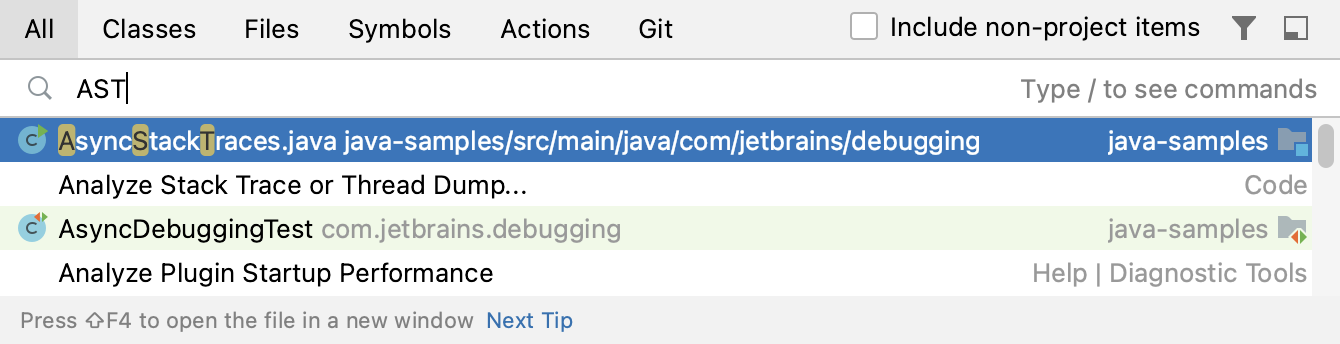 All Classes Files Symbols Actions Git Include non-project items
AST Type / to see commands
C AsyncStackTraces.java java-samples/src/main/java/com/jetbrains/debugging java-samples
Analyze Stack Trace or Thread Dump... Code
C AsyncDebuggingTest com.jetbrains.debugging java-samples
Analyze Plugin Startup Performance Help | Diagnostic Tools
Press ⇧F4 to open the file in a new window Next Tip